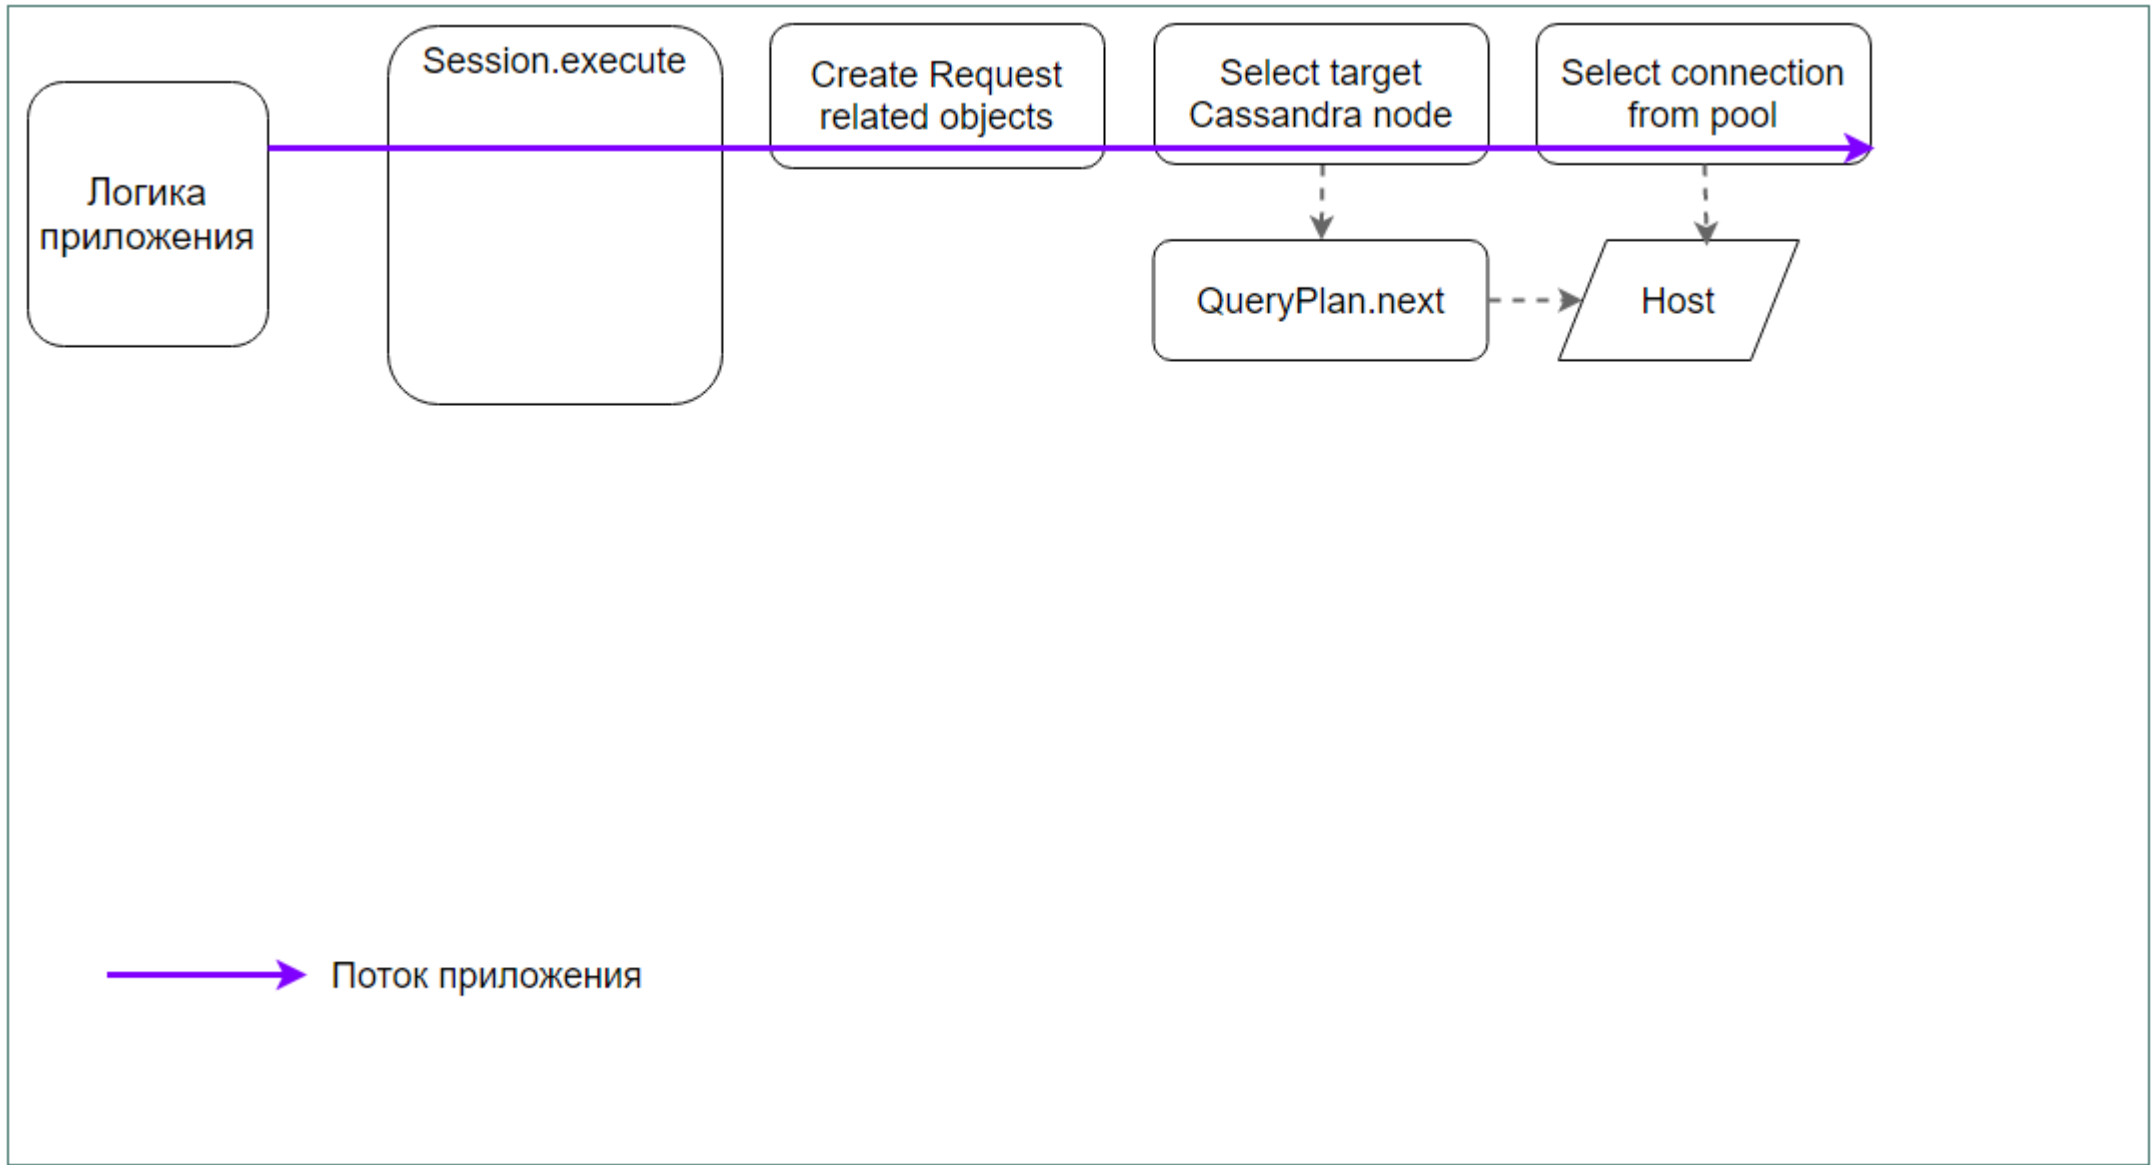 Логика
приложения
Session.execute
Create Request
related objects
Select target
Cassandra node
Select connection
from pool
QueryPlan.next
Host
Поток приложения